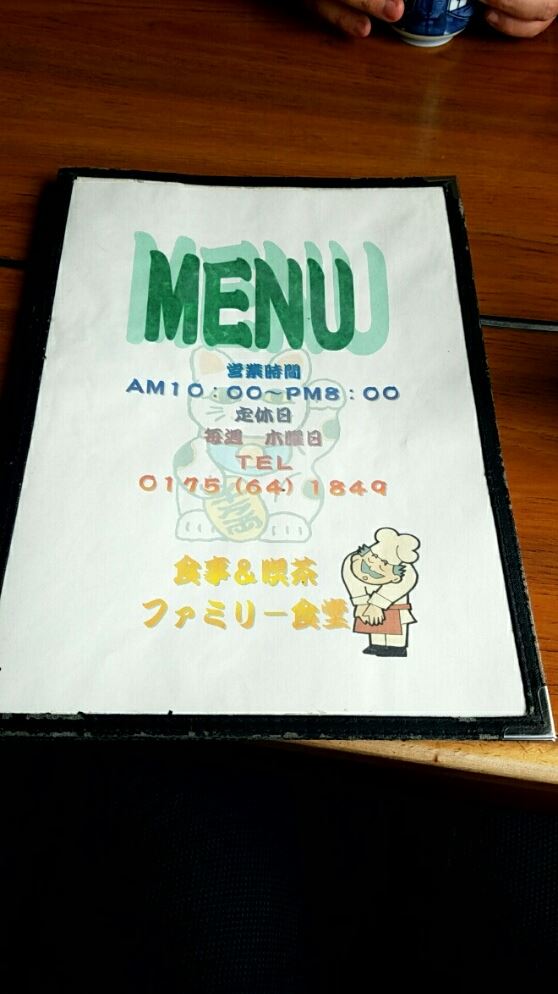 MENU
営業時間
AM10:00~PM8:00
定休日
毎週 木曜日
TEL
0175(64)1849
食事&喫茶
ファミリー食堂